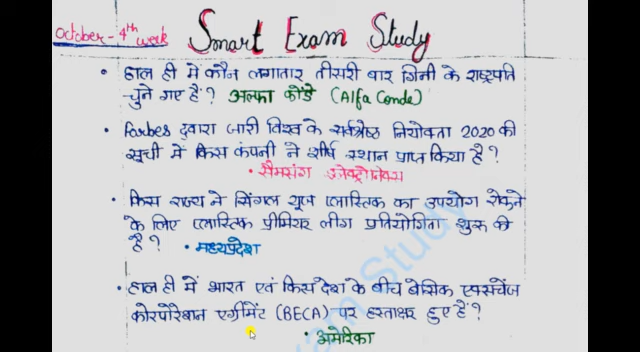 October - 4th week
Smart Exam Study
• हाल ही में कौन लगातार तीसरी बार गिनी के राष्ट्रपति
चुने गए हैं? अल्फा कोंडे (Alfa Conde)
• Forbes द्वारा जारी विश्व के सर्वश्रेष्ठ नियोक्ता 2020 की
सूची में किस कंपनी ने शीर्ष स्थान प्राप्त किया है?
• सैमसंग
• किस राज्य ने सिंगल यूज प्लास्तिक का उपयोग रोकने
के लिए प्लास्तिक प्रीमियर लीग प्रतियोगिता शुरू की
है? • मध्यप्रदेश
• हाल ही में भारत एवं किस देश के बीच बेसिक एक्सचेंज
कोरपोरेशन एग्रीमेंट (BECA) पर हस्ताक्षर हुए हैं?
• अमेरिका